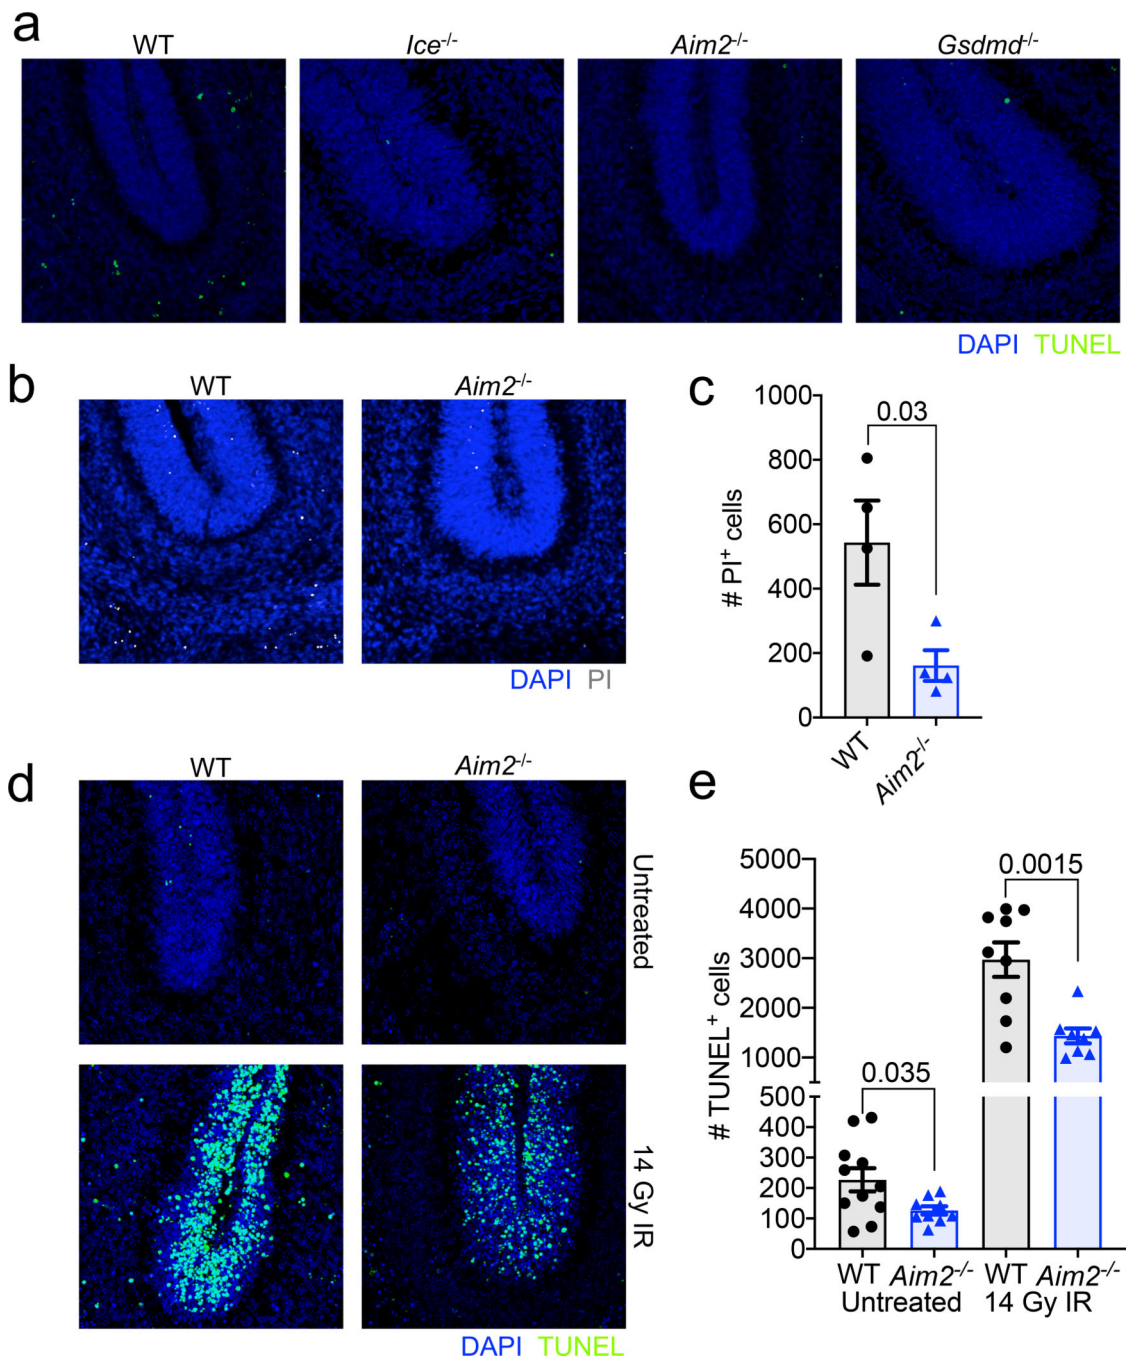 a
WT
Ice-/-
Aim2-/-
Gsdmd-/-
DAPI TUNEL
b
WT
Aim2-/-
DAPI PI
c
# PI+ cells
1000
800
600
400
200
0
0.03
WT
Aim2-/-
d
WT
Aim2-/-
Untreated
14 Gy IR
DAPI TUNEL
e
# TUNEL+ cells
5000
4000
3000
2000
1000
500
400
300
200
100
0
0.035
0.0015
WT Aim2-/- WT Aim2-/-
Untreated 14 Gy IR